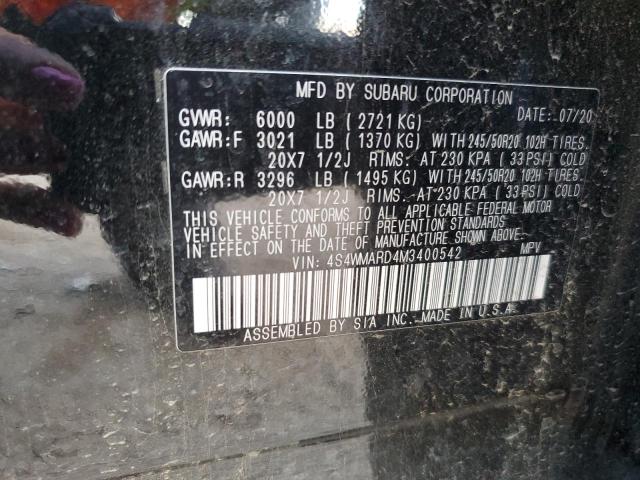 MFD BY SUBARU CORPORATION DATE: 07/20
GVWR: 6000 LB ( 2721 KG)
GAWR:F 3021 LB ( 1370 KG) WITH 245/50R20 102H TIRES.
20X7 1/2J RIMS. AT 230 KPA ( 33 PSI) COLD
GAWR:R 3296 LB ( 1495 KG) WITH 245/50R20 102H TIRES.
20X7 1/2J RIMS. AT 230 KPA ( 33 PSI) COLD
THIS VEHICLE CONFORMS TO ALL APPLICABLE FEDERAL MOTOR
VEHICLE SAFETY AND THEFT PREVENTION STANDARDS
IN EFFECT ON THE DATE OF MANUFACTURE SHOWN ABOVE.
VIN: 4S4WMARD4M3400542 MPV
ASSEMBLED BY SIA INC. MADE IN U.S.A.